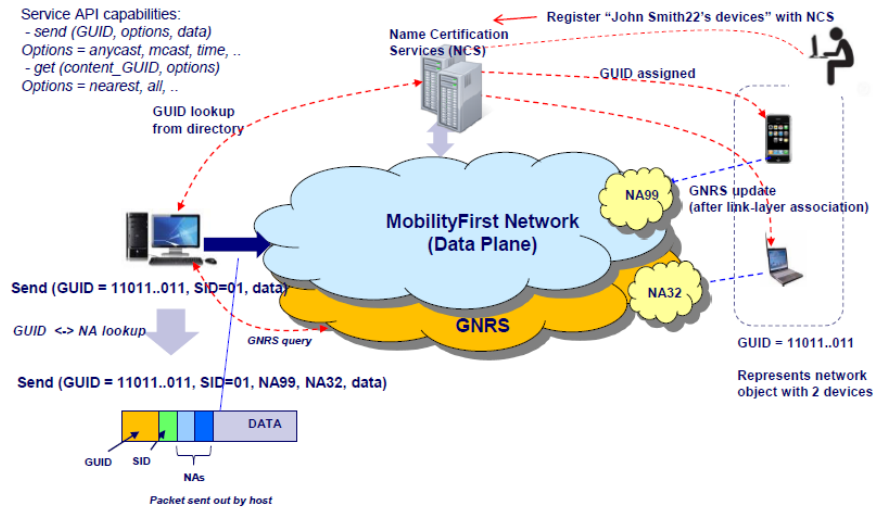 Service API capabilities:
- send (GUID, options, data)
Options = anycast, mcast, time, ..
- get (content_GUID, options)
Options = nearest, all, ..
Name Certification
Services (NCS)
Register “John Smith22’s devices” with NCS
GUID assigned
GUID lookup
from directory
NA99
GNRS update
(after link-layer association)
MobilityFirst Network
(Data Plane)
NA32
GNRS
Send (GUID = 11011..011, SID=01, data)
GUID <-> NA lookup
GNRS query
GUID = 11011..011
Represents network
object with 2 devices
Send (GUID = 11011..011, SID=01, NA99, NA32, data)
DATA
GUID
SID
NAs
Packet sent out by host